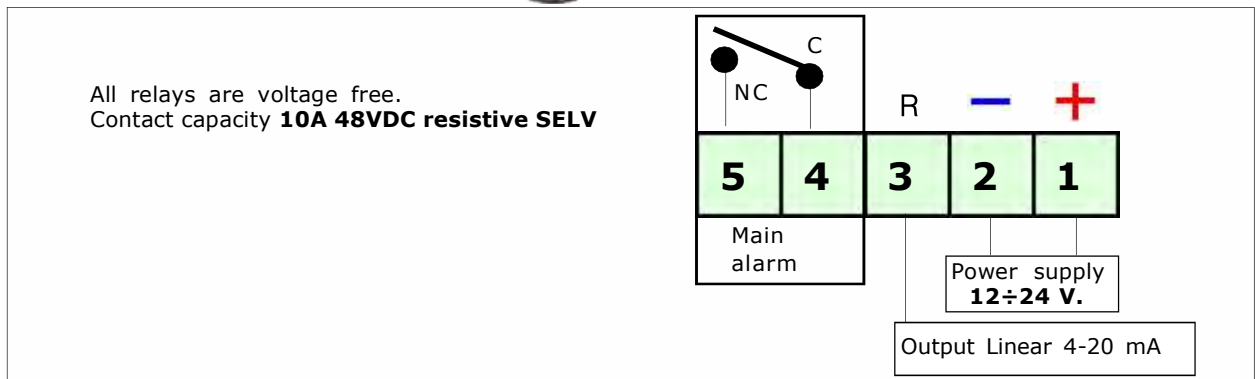 All relays are voltage free.
Contact capacity 10A 48VDC resistive SELV
C
NC
R − +
5 4 3 2 1
Main
alarm
Power supply
12÷24 V.
Output Linear 4-20 mA